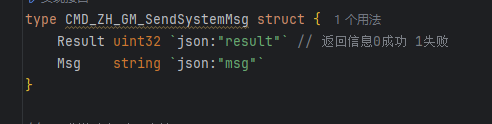 type CMD_ZH_GM_SendSystemMsg struct { 1个用法
Result uint32 `json:"result"` // 返回信息0成功 1失败
Msg string `json:"msg"`
}